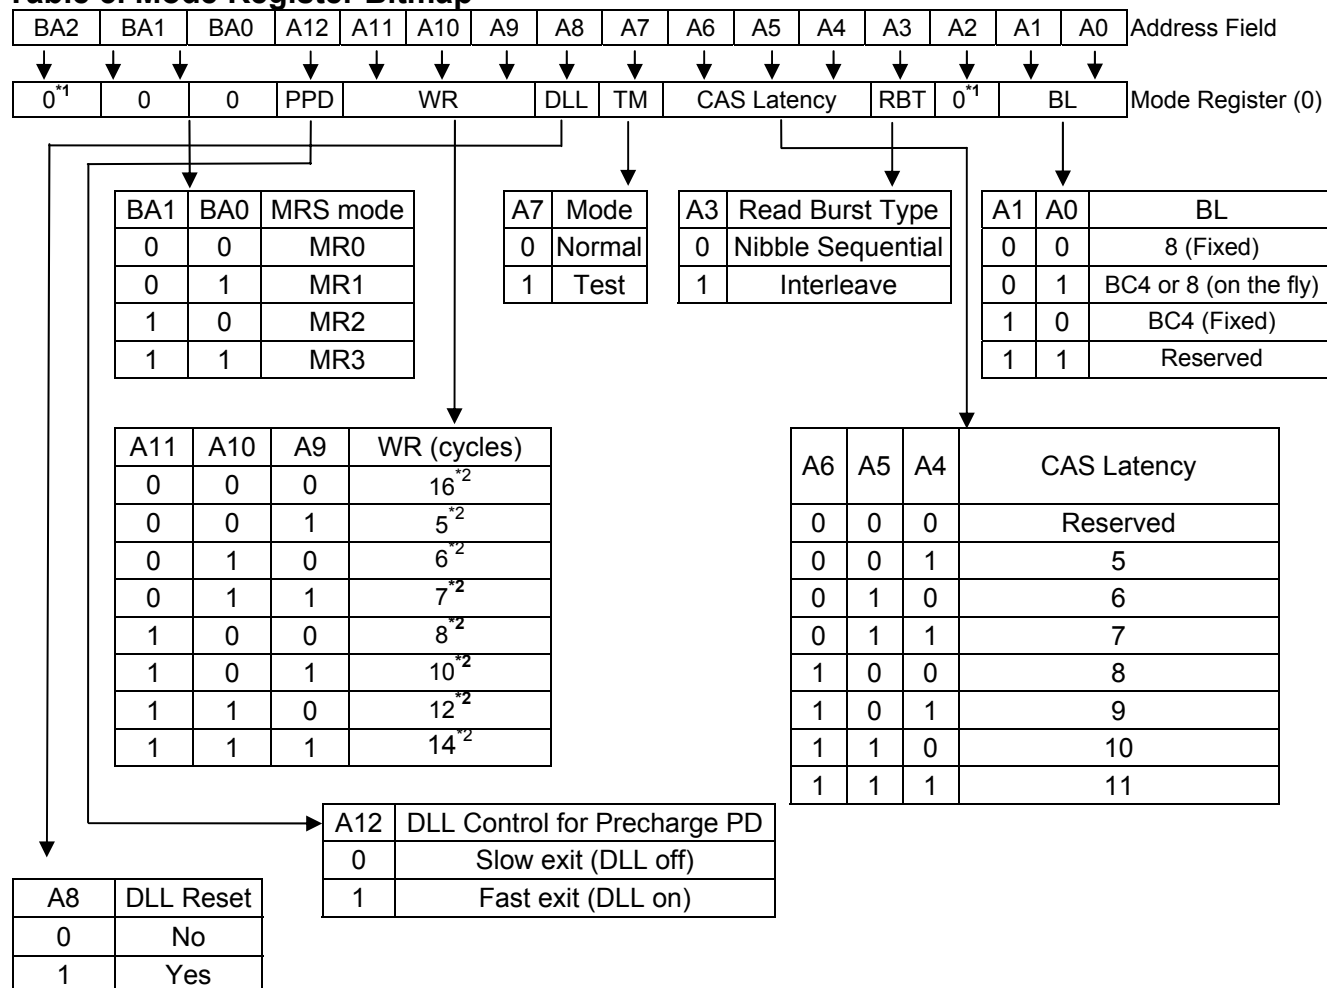 Table 8. Mode Register Bitmap
BA2 BA1 BA0 A12 A11 A10 A9 A8 A7 A6 A5 A4 A3 A2 A1 A0 Address Field
0*1 0 0 PPD WR DLL TM CAS Latency RBT 0*1 BL Mode Register (0)
BA1 BA0 MRS mode
0 0 MR0
0 1 MR1
1 0 MR2
1 1 MR3
A7 Mode
0 Normal
1 Test
A3 Read Burst Type
0 Nibble Sequential
1 Interleave
A1 A0 BL
0 0 8 (Fixed)
0 1 BC4 or 8 (on the fly)
1 0 BC4 (Fixed)
1 1 Reserved
A11 A10 A9 WR (cycles)
0 0 0 16*2
0 0 1 5*2
0 1 0 6*2
0 1 1 7*2
1 0 0 8*2
1 0 1 10*2
1 1 0 12*2
1 1 1 14*2
A6 A5 A4 CAS Latency
0 0 0 Reserved
0 0 1 5
0 1 0 6
0 1 1 7
1 0 0 8
1 0 1 9
1 1 0 10
1 1 1 11
A12 DLL Control for Precharge PD
0 Slow exit (DLL off)
1 Fast exit (DLL on)
A8 DLL Reset
0 No
1 Yes